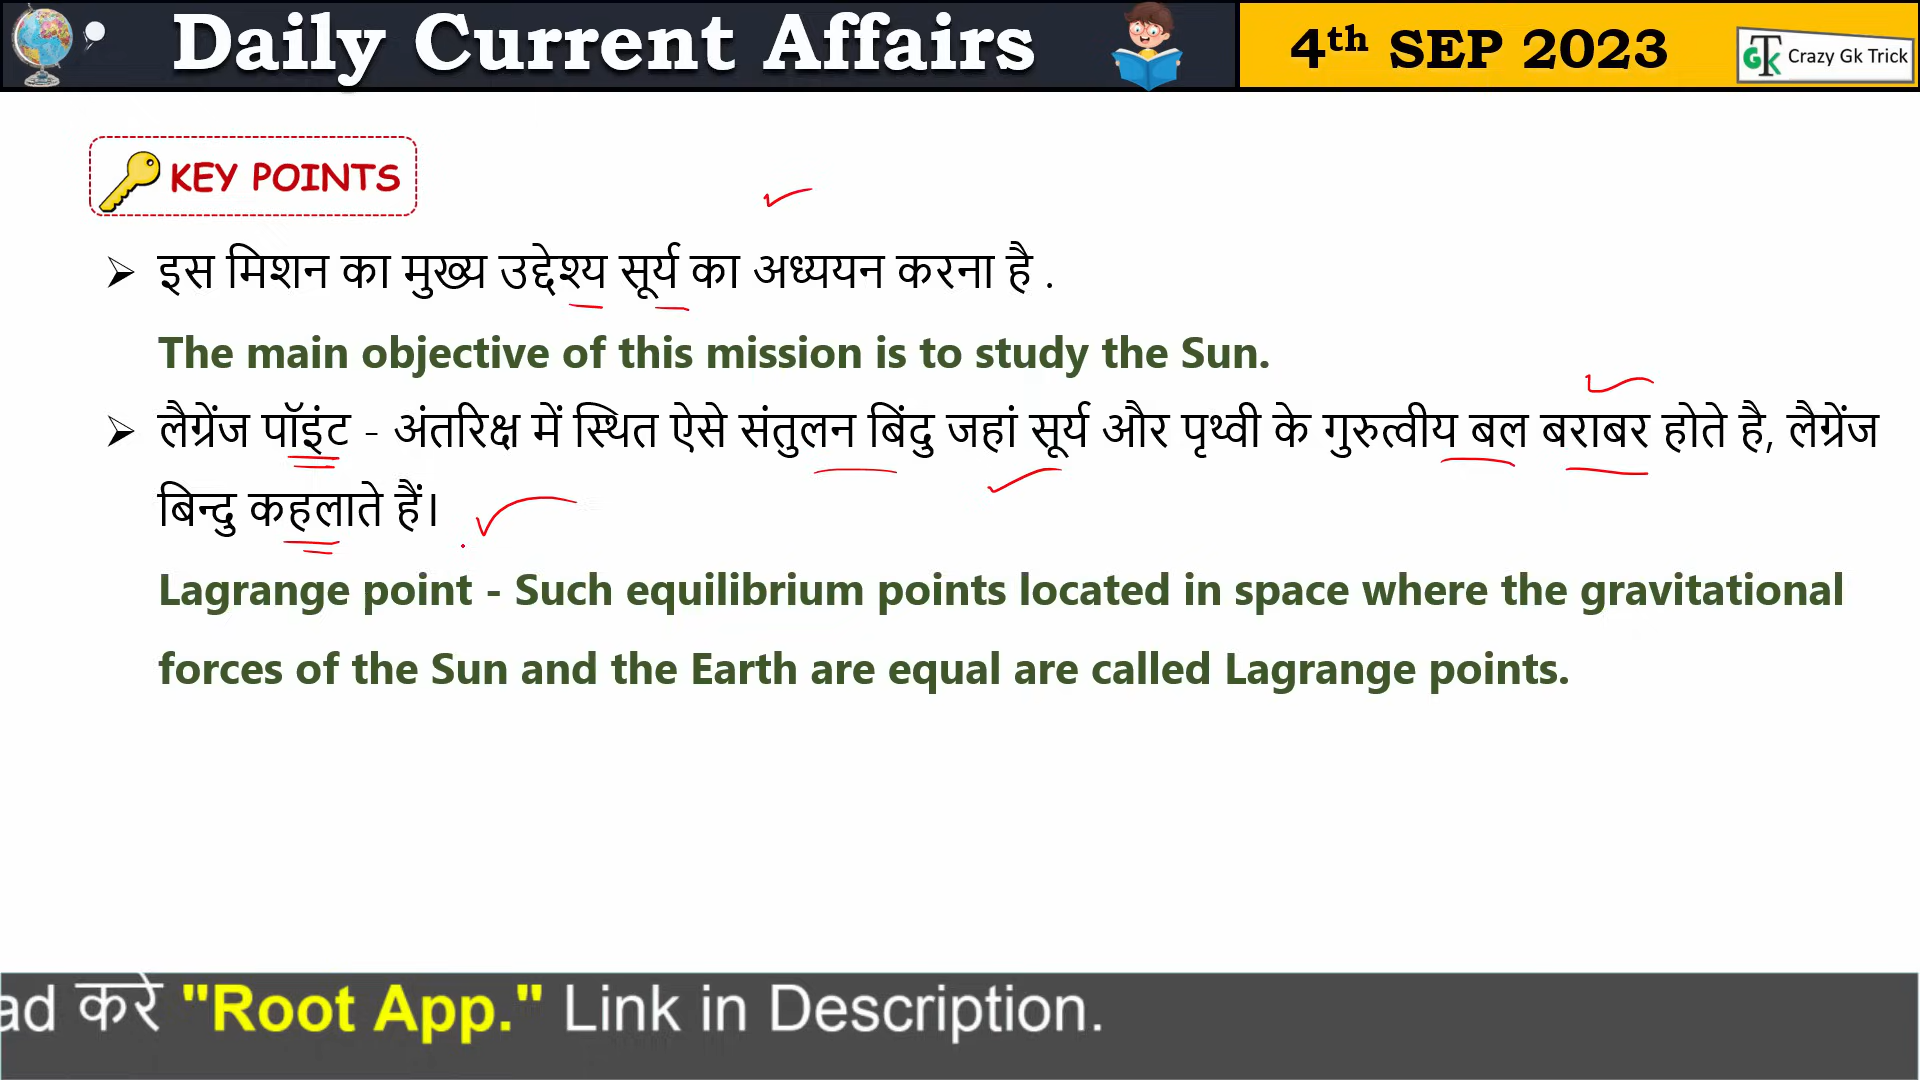 Daily Current Affairs
4th SEP 2023
GTK Crazy Gk Trick
KEY POINTS
इस मिशन का मुख्य उद्देश्य सूर्य का अध्ययन करना है .
The main objective of this mission is to study the Sun.
लैग्रेंज पॉइंट - अंतरिक्ष में स्थित ऐसे संतुलन बिंदु जहां सूर्य और पृथ्वी के गुरुत्वीय बल बराबर होते है, लैग्रेंज
बिन्दु कहलाते हैं।
Lagrange point - Such equilibrium points located in space where the gravitational
forces of the Sun and the Earth are equal are called Lagrange points.
ad करे "Root App." Link in Description.